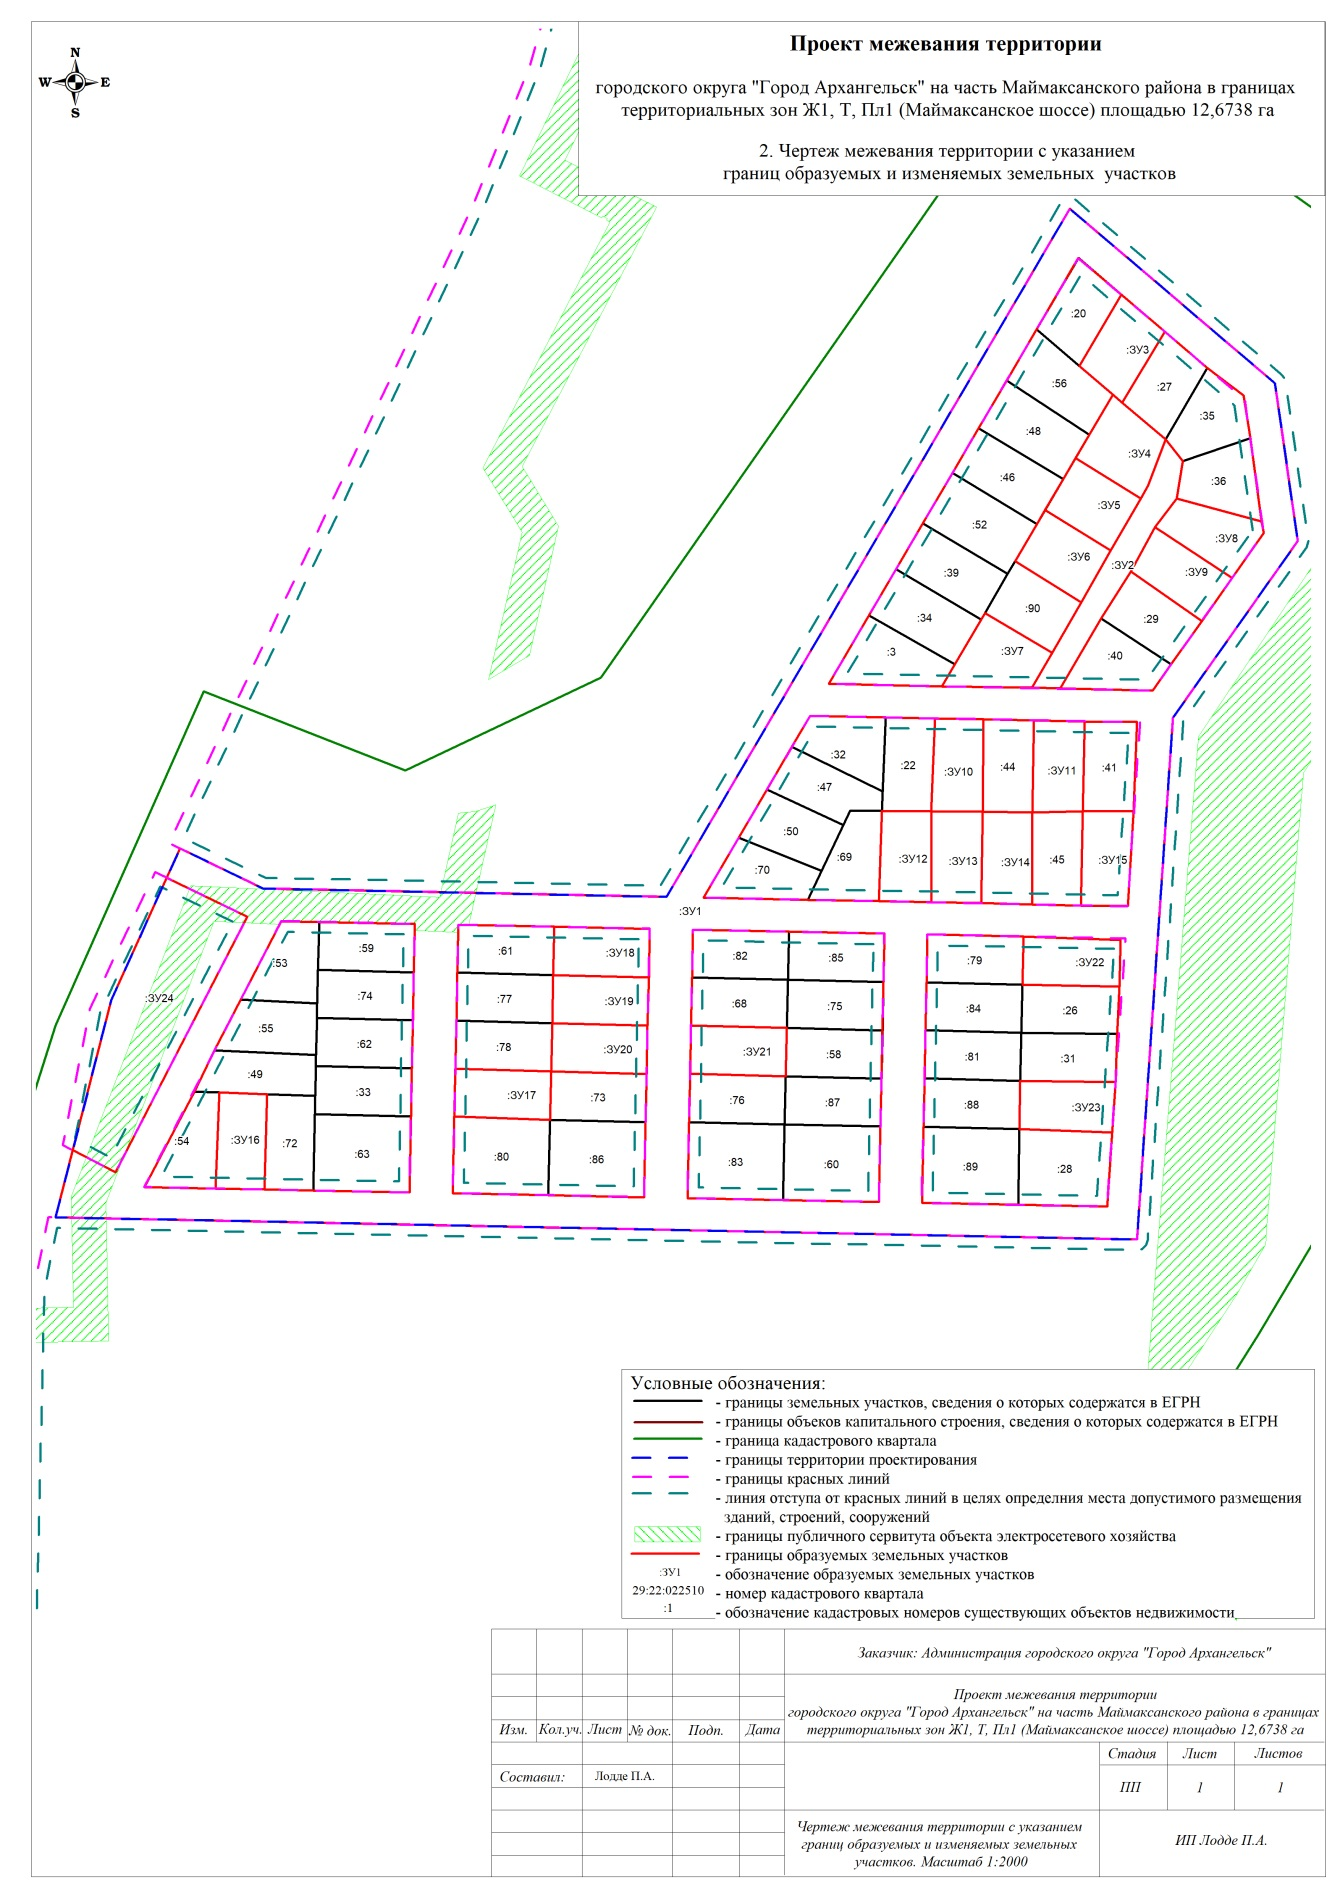 N
W E
S
Проект межевания территории
городского округа "Город Архангельск" на часть Маймаксанского района в границах
территориальных зон Ж1, Т, Пл1 (Маймаксанское шоссе) площадью 12,6738 га
2. Чертеж межевания территории с указанием
границ образуемых и изменяемых земельных участков
:20
:ЗУ3
:56
:27
:35
:48
:ЗУ4
:46
:36
:ЗУ5
:52
:ЗУ8
:ЗУ6
:ЗУ2
:ЗУ9
:39
:90
:34
:29
:3
:ЗУ7
:40
:32
:22
:ЗУ10
:44
:ЗУ11
:41
:47
:50
:69
:ЗУ12
:ЗУ13
:ЗУ14
:45
:ЗУ15
:70
:ЗУ1
:59
:61
:ЗУ18
:82
:85
:79
:ЗУ22
:53
:ЗУ24
:74
:77
:ЗУ19
:68
:75
:84
:26
:55
:62
:78
:ЗУ20
:ЗУ21
:58
:81
:31
:49
:33
:ЗУ17
:73
:76
:87
:88
:ЗУ23
:54
:ЗУ16
:72
:63
:80
:86
:83
:60
:89
:28
Условные обозначения:
- границы земельных участков, сведения о которых содержатся в ЕГРН
- границы объеков капитального строения, сведения о которых содержатся в ЕГРН
- граница кадастрового квартала
- границы территории проектирования
- границы красных линий
- линия отступа от красных линий в целях определния места допустимого размещения
зданий, строений, сооружений
- границы публичного сервитута объекта электросетевого хозяйства
- границы образуемых земельных участков
:ЗУ1 - обозначение образуемых земельных участков
29:22:022510 - номер кадастрового квартала
:1 - обозначение кадастровых номеров существующих объектов недвижимости
Заказчик: Администрация городского округа "Город Архангельск"
Проект межевания территории
городского округа "Город Архангельск" на часть Маймаксанского района в границах
территориальных зон Ж1, Т, Пл1 (Маймаксанское шоссе) площадью 12,6738 га
Изм. Кол.уч. Лист № док. Подп. Дата
Стадия Лист Листов
Составил: Лодде П.А.
ПП 1 1
Чертеж межевания территории с указанием
границ образуемых и изменяемых земельных
участков. Масштаб 1:2000
ИП Лодде П.А.